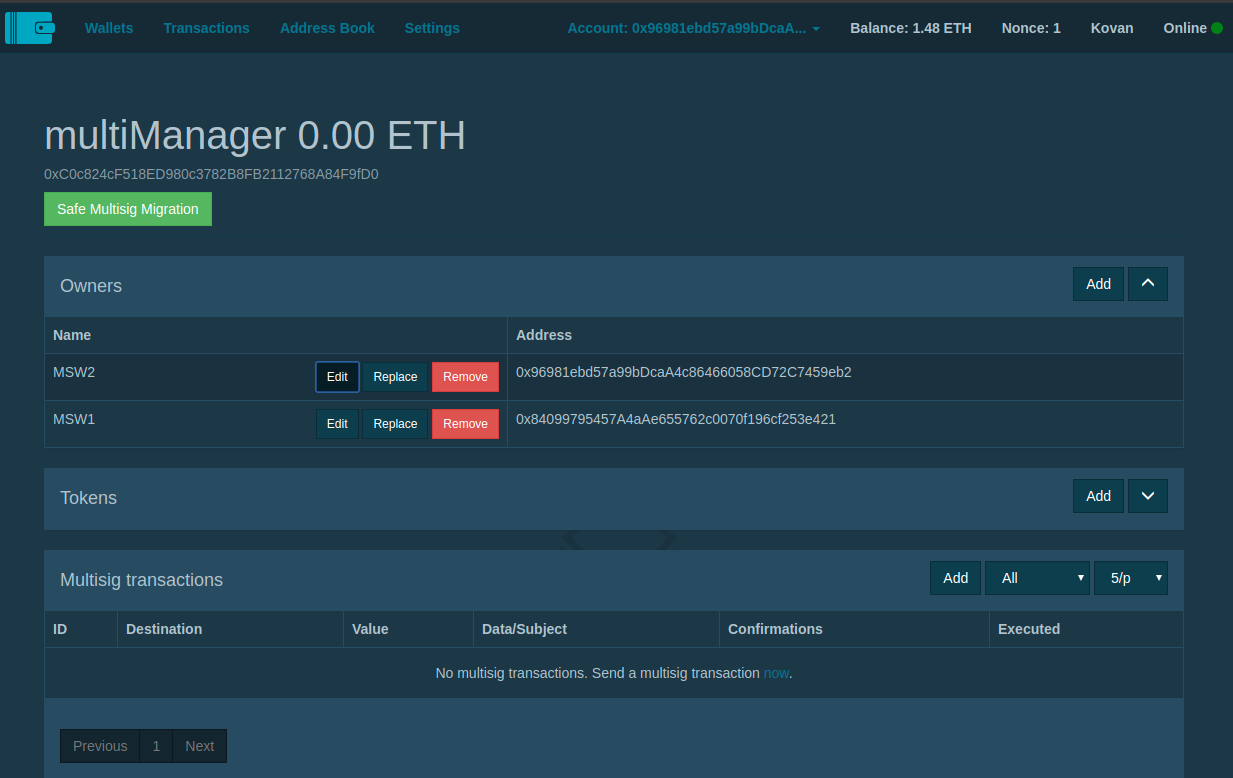 Wallets Transactions Address Book Settings Account: 0x96981ebd57a99bDcaA... Balance: 1.48 ETH Nonce: 1 Kovan Online
multiManager 0.00 ETH
0xC0c824cF518ED980c3782B8FB2112768A84F9fD0
Safe Multisig Migration
Owners Add
Name Address
MSW2 Edit Replace Remove 0x96981ebd57a99bDcaA4c86466058CD72C7459eb2
MSW1 Edit Replace Remove 0x84099795457A4aAe655762c0070f196cf253e421
Tokens Add
Multisig transactions Add All 5/p
ID Destination Value Data/Subject Confirmations Executed
No multisig transactions. Send a multisig transaction now.
Previous 1 Next